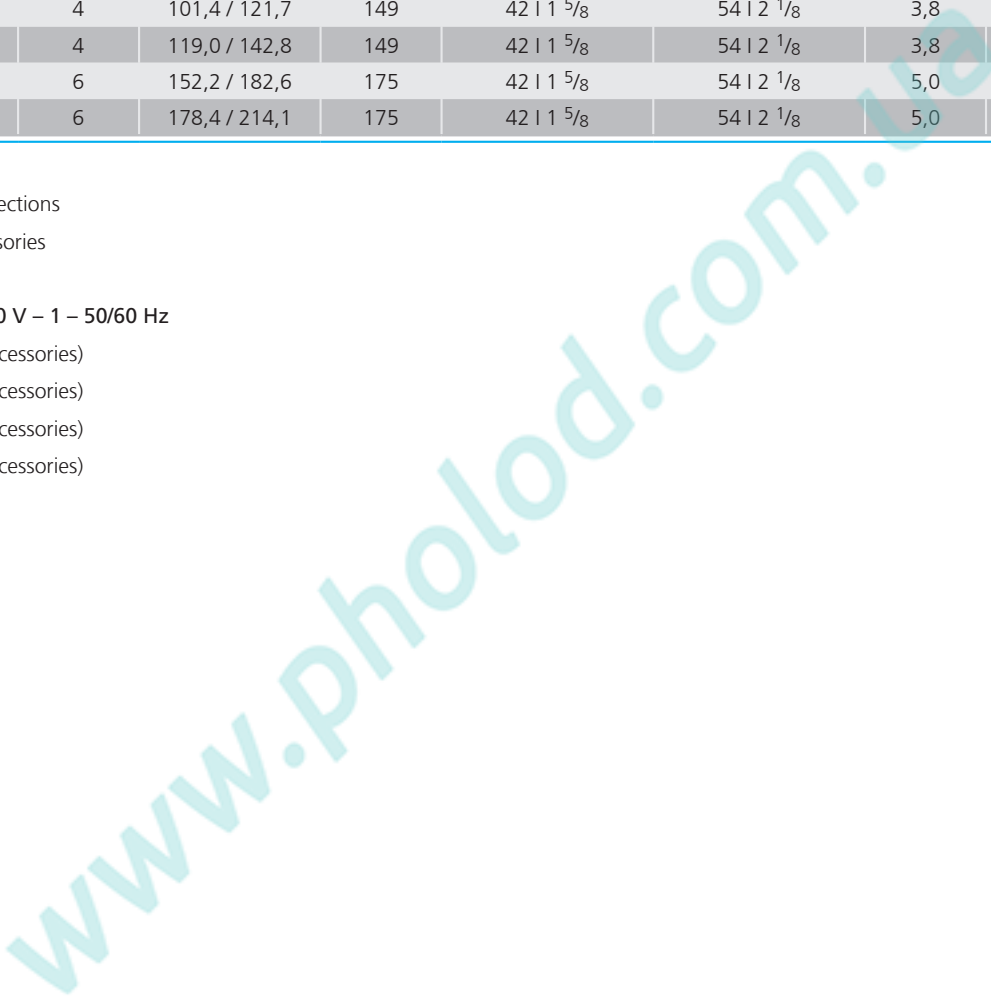 4 101,4 / 121,7 149 42 I 1 5/8 54 I 2 1/8 3,8
4 119,0 / 142,8 149 42 I 1 5/8 54 I 2 1/8 3,8
6 152,2 / 182,6 175 42 I 1 5/8 54 I 2 1/8 5,0
6 178,4 / 214,1 175 42 I 1 5/8 54 I 2 1/8 5,0
ections
sories
0 V – 1 – 50/60 Hz
cessories)
cessories)
cessories)
cessories)
www.pholod.com.ua